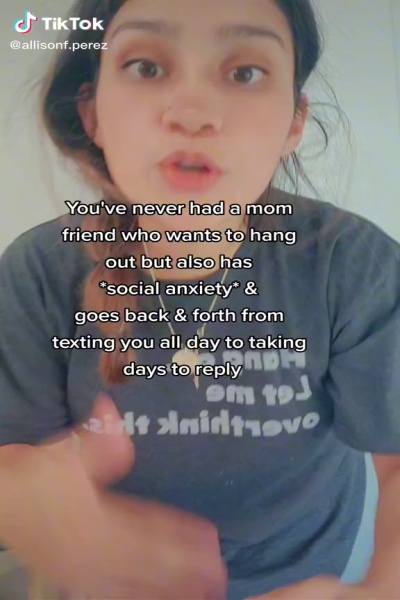 TikTok
@allisonf.perez
You've never had a mom
friend who wants to hang
out but also has
*social anxiety* &
goes back & forth from
texting you all day to taking
days to reply
Let me
overthink this.